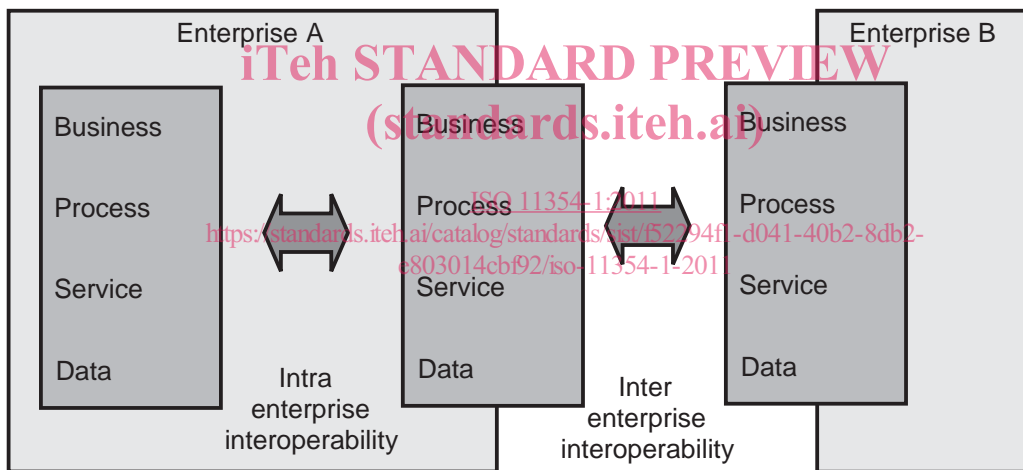 Enterprise A
Enterprise B
iTeh STANDARD PREVIEW
(standards.iteh.ai)
Business
Process
Service
Data
Business
Process
Service
Data
Business
Process
Service
Data
ISO 11354-1:2011
https://standards.iteh.ai/catalog/standards/sist/f52294f1-d041-40b2-8db2-
e803014cbf92/iso-11354-1-2011
Intra
enterprise
interoperability
Inter
enterprise
interoperability